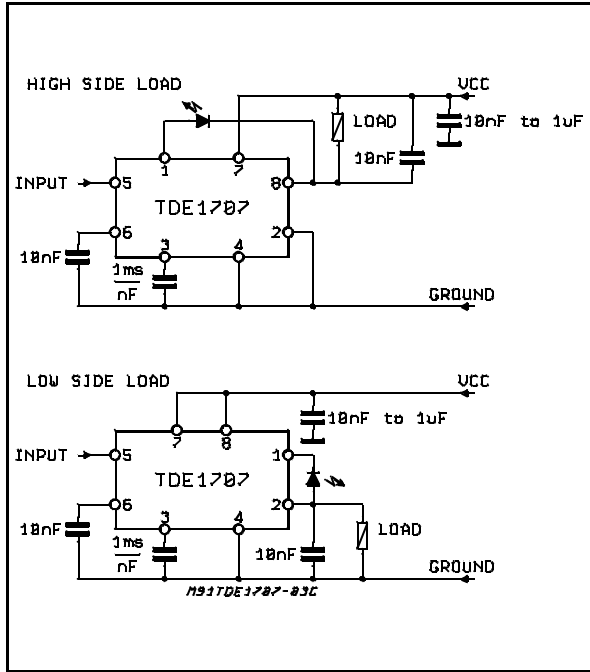 HIGH SIDE LOAD
VCC
LOAD
10nF to 1uF
10nF
1
7
INPUT
5
8
TDE1707
6
2
10nF
3
4
1ms
nF
GROUND
LOW SIDE LOAD
VCC
10nF to 1uF
7
8
INPUT
5
1
TDE1707
6
2
10nF
3
4
1ms
nF
10nF
LOAD
GROUND
M91TDE1707-03C